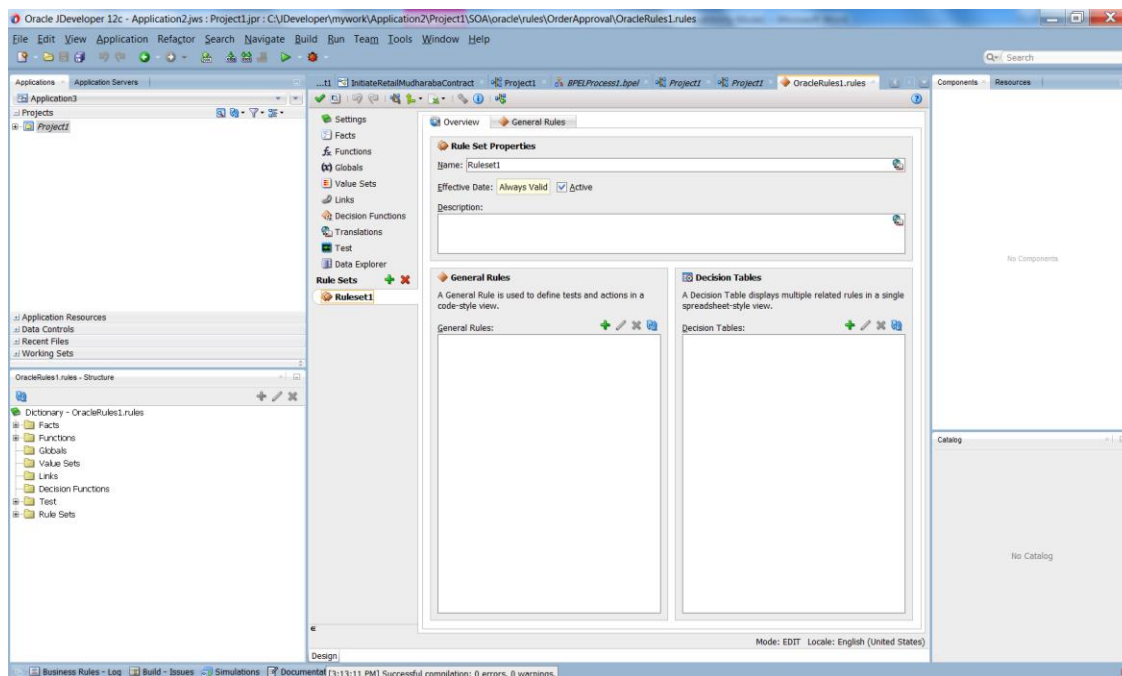 Oracle JDeveloper 12c - Application2.jws : Project1.jpr : C:\JDeveloper\mywork\Application2\Project1\SOA\oracle\rules\OrderApproval\OracleRules1.rules
File Edit View Application Refactor Search Navigate Build Run Team Tools Window Help
Search
Applications
Application Servers
Application3
Projects
Project1
Application Resources
Data Controls
Recent Files
Working Sets
OracleRules1.rules - Structure
Dictionary - OracleRules1.rules
Facts
Functions
Globals
Value Sets
Links
Decision Functions
Test
Rule Sets
...t1 InitiateRetailMudharabaContract Project1 BPELProcess1.bpel Project1 Project1 OracleRules1.rules
Settings
Facts
Functions
Globals
Value Sets
Links
Decision Functions
Translations
Test
Data Explorer
Rule Sets
Ruleset1
Overview General Rules
Rule Set Properties
Name: Ruleset1
Effective Date: Always Valid Active
Description:
General Rules
A General Rule is used to define tests and actions in a
code-style view.
General Rules:
Decision Tables
A Decision Table displays multiple related rules in a single
spreadsheet-style view.
Decision Tables:
Mode: EDIT Locale: English (United States)
Design
Components
Resources
No Components
Catalog
No Catalog
Business Rules - Log Build - Issues Simulations [3:13:11 PM] Successful compilation: 0 errors, 0 warnings.